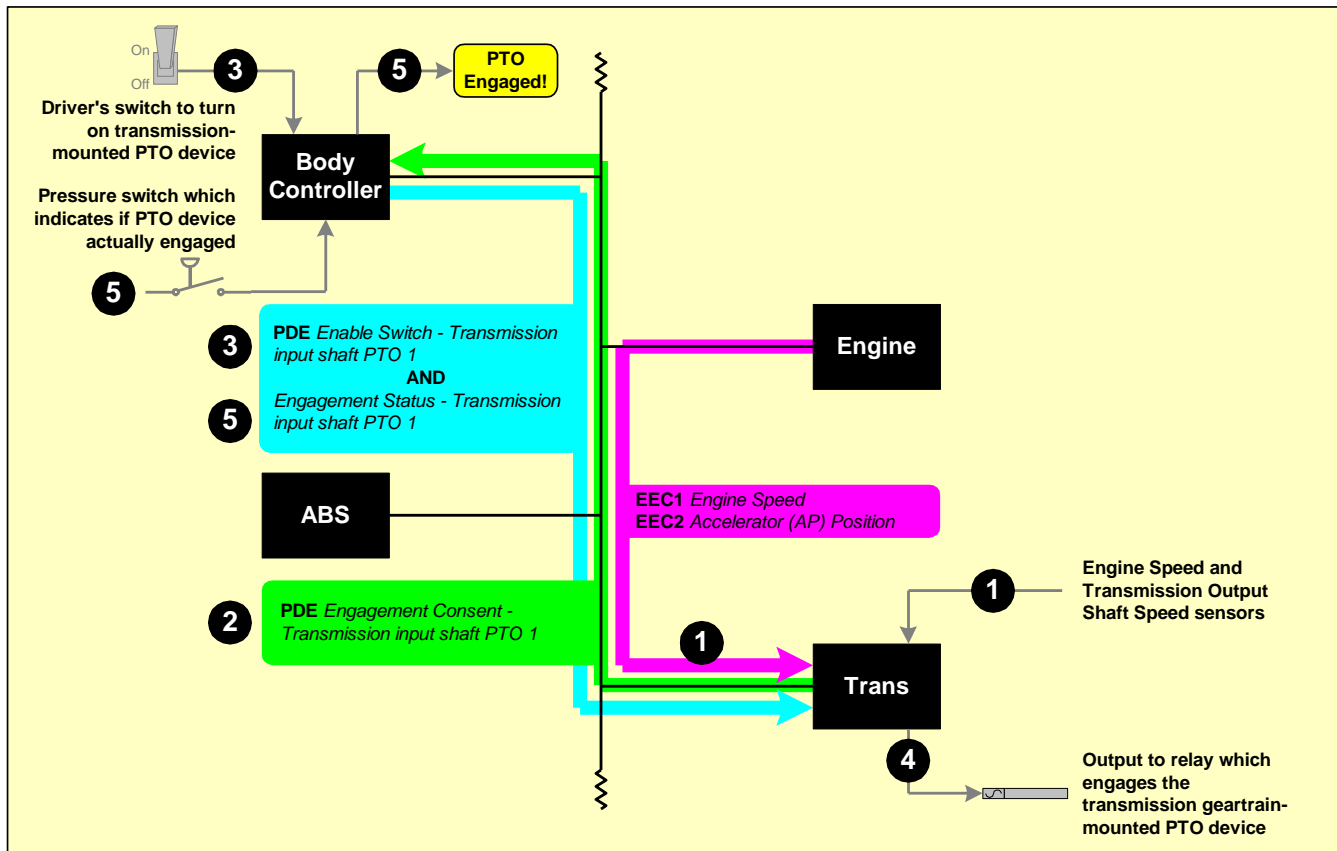 On
Off
3
5
PTO
Engaged!
Driver's switch to turn
on transmission-
mounted PTO device
Body
Controller
Pressure switch which
indicates if PTO device
actually engaged
5
3
PDE Enable Switch - Transmission
input shaft PTO 1
AND
5
Engagement Status - Transmission
input shaft PTO 1
Engine
ABS
EEC1 Engine Speed
EEC2 Accelerator (AP) Position
2
PDE Engagement Consent -
Transmission input shaft PTO 1
1
Engine Speed and
Transmission Output
Shaft Speed sensors
1
Trans
4
Output to relay which
engages the
transmission geartrain-
mounted PTO device